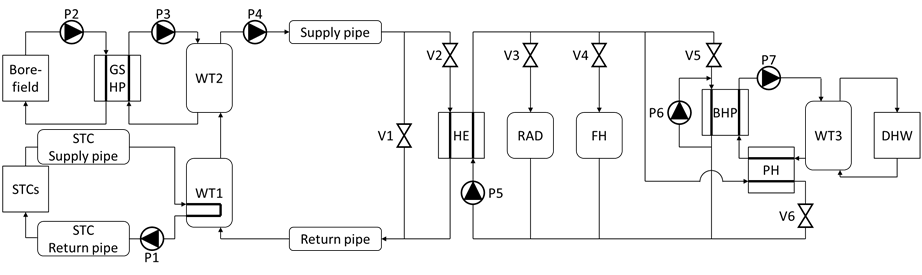 P2
P3
P4
Supply pipe
V2
V3
V4
V5
P7
Bore-
field
GS
HP
WT2
P6
BHP
V1
HE
RAD
FH
WT3
DHW
STC
Supply pipe
STCs
WT1
PH
P5
V6
STC
Return pipe
P1
Return pipe